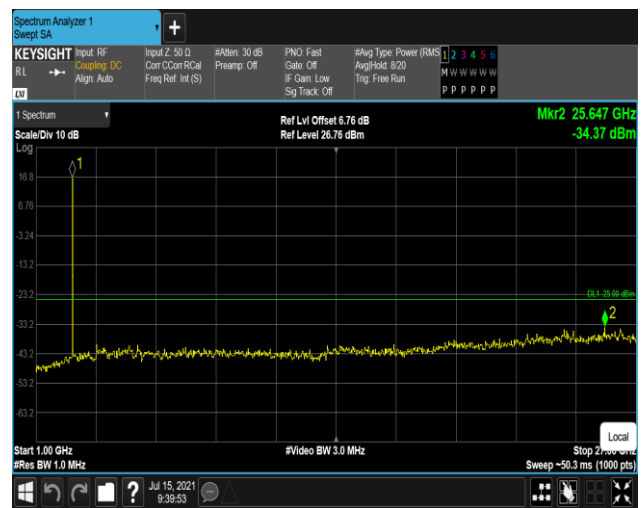 Spectrum Analyzer 1
Swept SA
KEYSIGHT
RL
LXI
Input: RF
Coupling: DC
Align: Auto
Input Z: 50 Ω
Corr CCorr RCal
Freq Ref: Int (S)
#Atten: 30 dB
Preamp: Off
PNO: Fast
Gate: Off
IF Gain: Low
Sig Track: Off
#Avg Type: Power (RMS
Avg|Hold: 8/20
Trig: Free Run
1 2 3 4 5 6
M W W W W W
P P P P P P
1 Spectrum
Scale/Div 10 dB
Log
Ref Lvl Offset 6.76 dB
Ref Level 26.76 dBm
Mkr2 25.647 GHz
-34.37 dBm
1
16.8
6.76
-3.24
-13.2
-23.2
DL1 -25.00 dBm
2
-33.2
-43.2
-53.2
-63.2
Local
Start 1.00 GHz
#Video BW 3.0 MHz
Stop 27.00 GHz
#Res BW 1.0 MHz
Sweep ~50.3 ms (1000 pts)
?
Jul 15, 2021
9:39:53